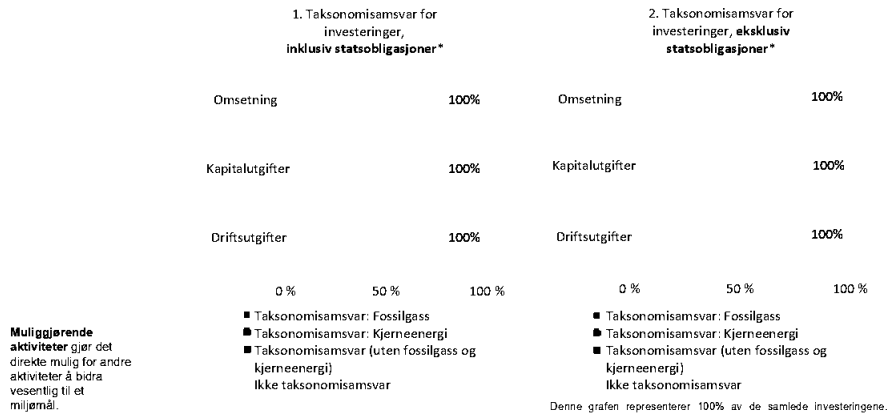 1. Taksonomisamsvar for
investeringer,
inklusiv statsobligasjoner*
Omsetning 100%
Kapitalutgifter 100%
Driftsutgifter 100%
0 % 50 % 100 %
Taksonomisamsvar: Fossilgass
Taksonomisamsvar: Kjerneenergi
Taksonomisamsvar (uten fossilgass og
kjerneenergi)
Ikke taksonomisamsvar
2. Taksonomisamsvar for
investeringer, eksklusiv
statsobligasjoner*
Omsetning 100%
Kapitalutgifter 100%
Driftsutgifter 100%
0 % 50 % 100 %
Taksonomisamsvar: Fossilgass
Taksonomisamsvar: Kjerneenergi
Taksonomisamsvar (uten fossilgass og
kjerneenergi)
Ikke taksonomisamsvar
Denne grafen representerer 100% av de samlede investeringene.
Muliggjørende
aktiviteter gjør det
direkte mulig for andre
aktiviteter å bidra
vesentlig til et
miljømål.